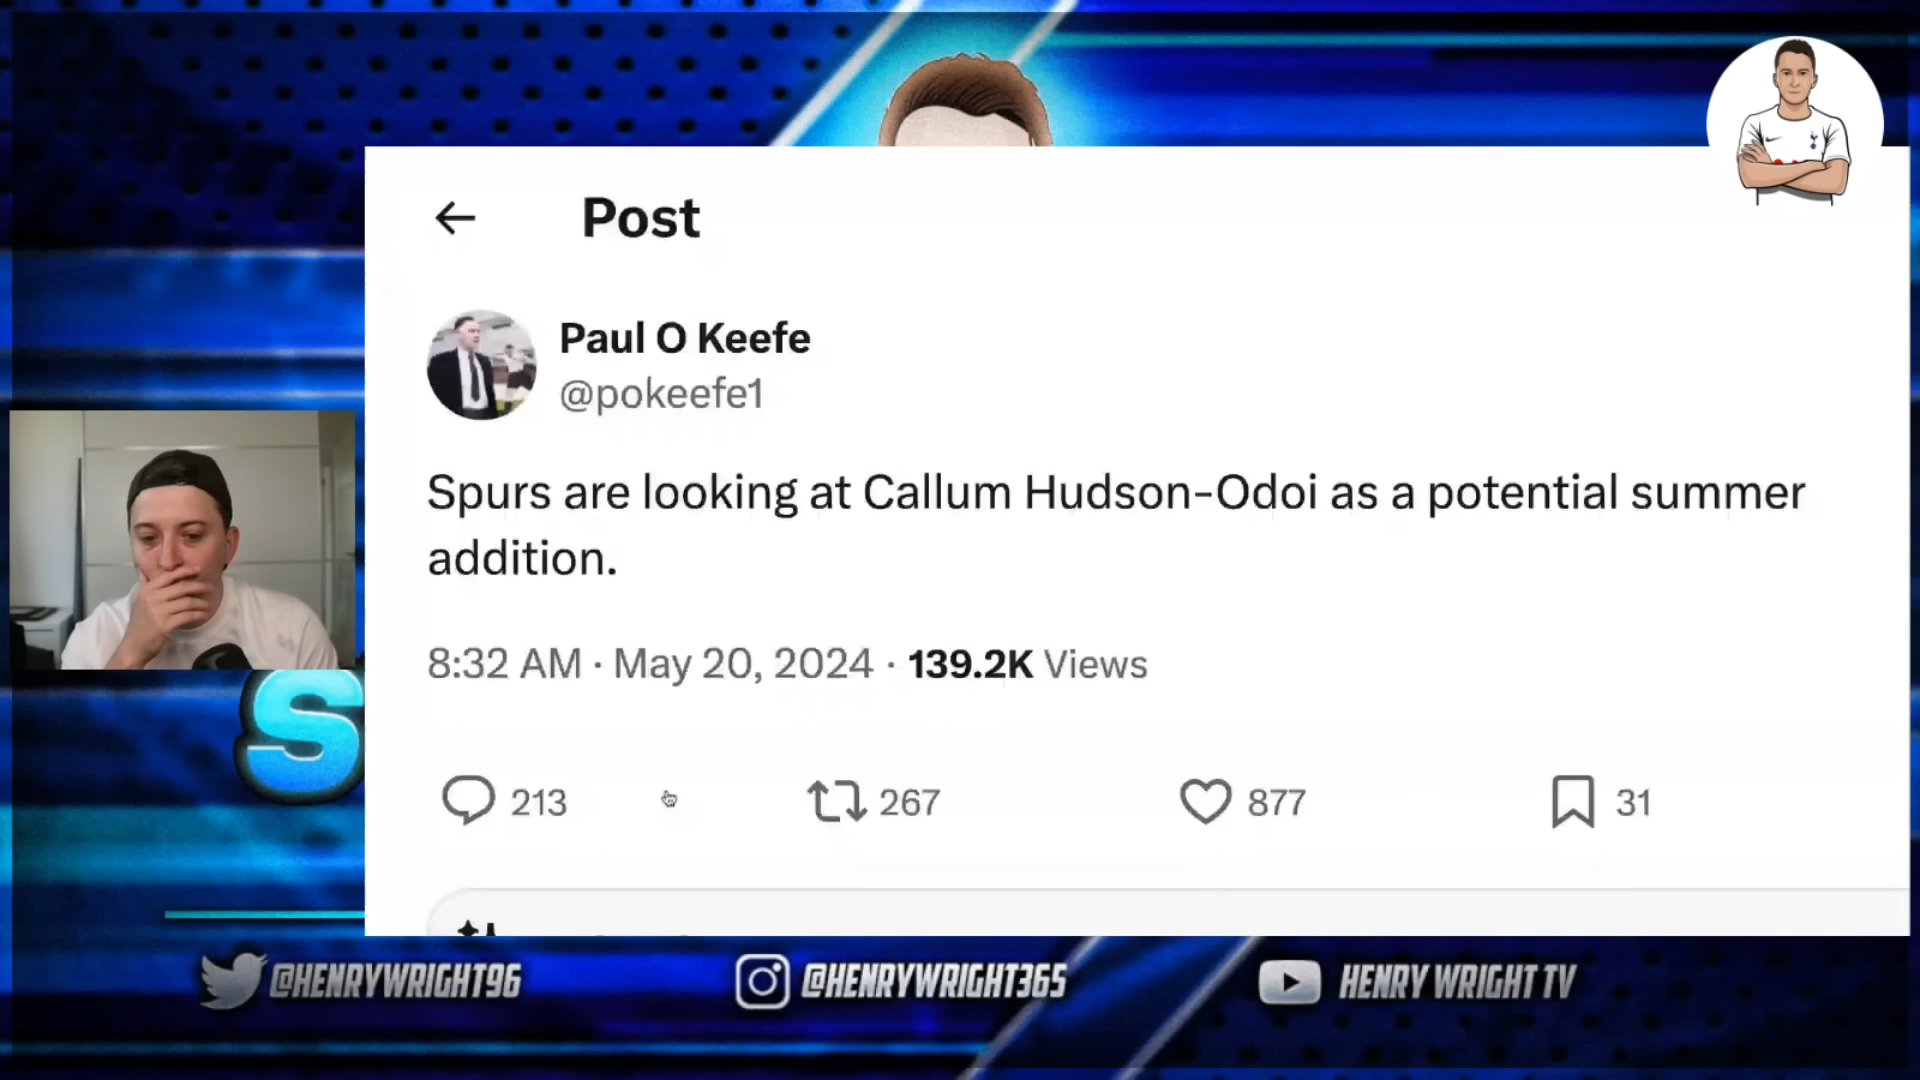 Post
Paul O Keefe
@pokeefe1
Spurs are looking at Callum Hudson-Odoi as a potential summer
addition.
8:32 AM · May 20, 2024 · 139.2K Views
213 267 877 31
S
@HENRYWRIGHT96 @HENRYWRIGHT365 HENRY WRIGHT TV